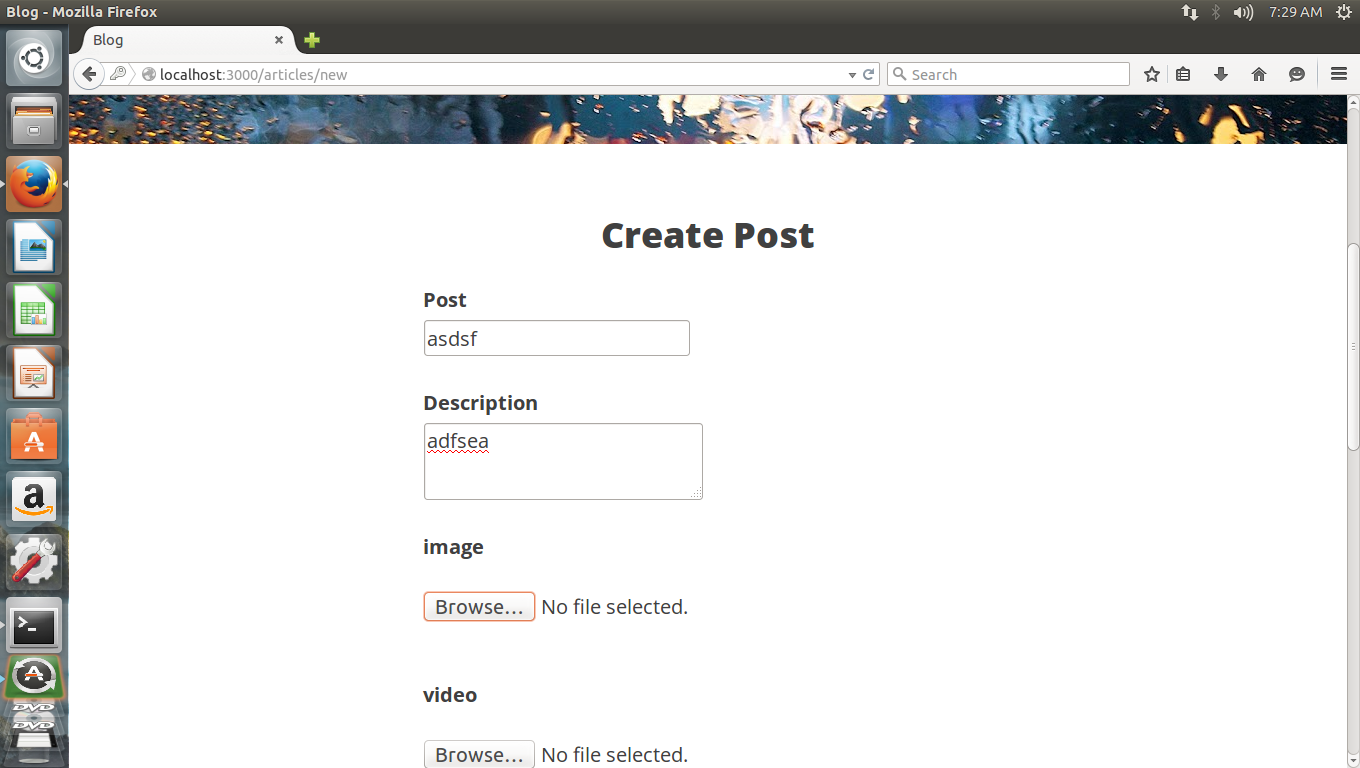 Blog - Mozilla Firefox
7:29 AM
Blog
localhost:3000/articles/new
Search
Create Post
Post
asdsf
Description
adfsea
image
Browse... No file selected.
video
Browse... No file selected.
DVD
DVD